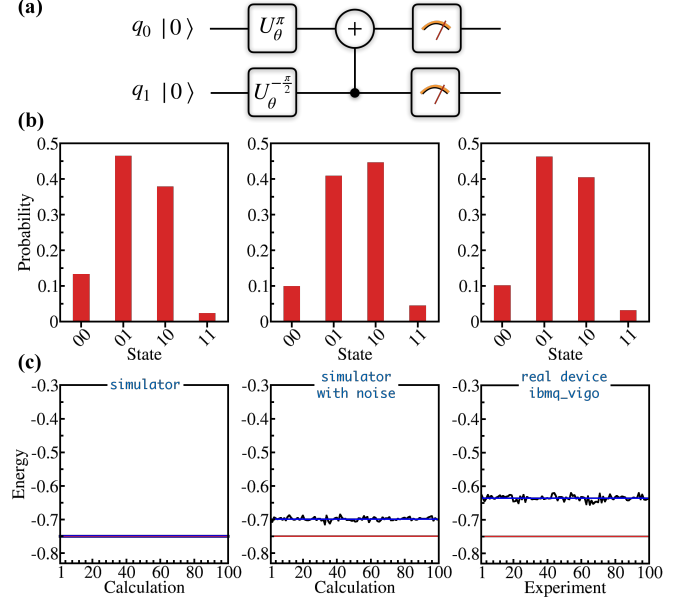 (a)
q₀ |0⟩ U_θ^π +
q₁ |0⟩ U_θ^{-π/2}
(b)
Probability
0.5
0.4
0.3
0.2
0.1
0
00 01 10 11
State
0.5
0.4
0.3
0.2
0.1
0
00 01 10 11
State
0.5
0.4
0.3
0.2
0.1
0
00 01 10 11
State
(c)
Energy
simulator
-0.3
-0.4
-0.5
-0.6
-0.7
-0.8
1 20 40 60 80 100
Calculation
simulator
with noise
-0.3
-0.4
-0.5
-0.6
-0.7
-0.8
1 20 40 60 80 100
Calculation
real device
ibmq_vigo
-0.3
-0.4
-0.5
-0.6
-0.7
-0.8
1 20 40 60 80 100
Experiment